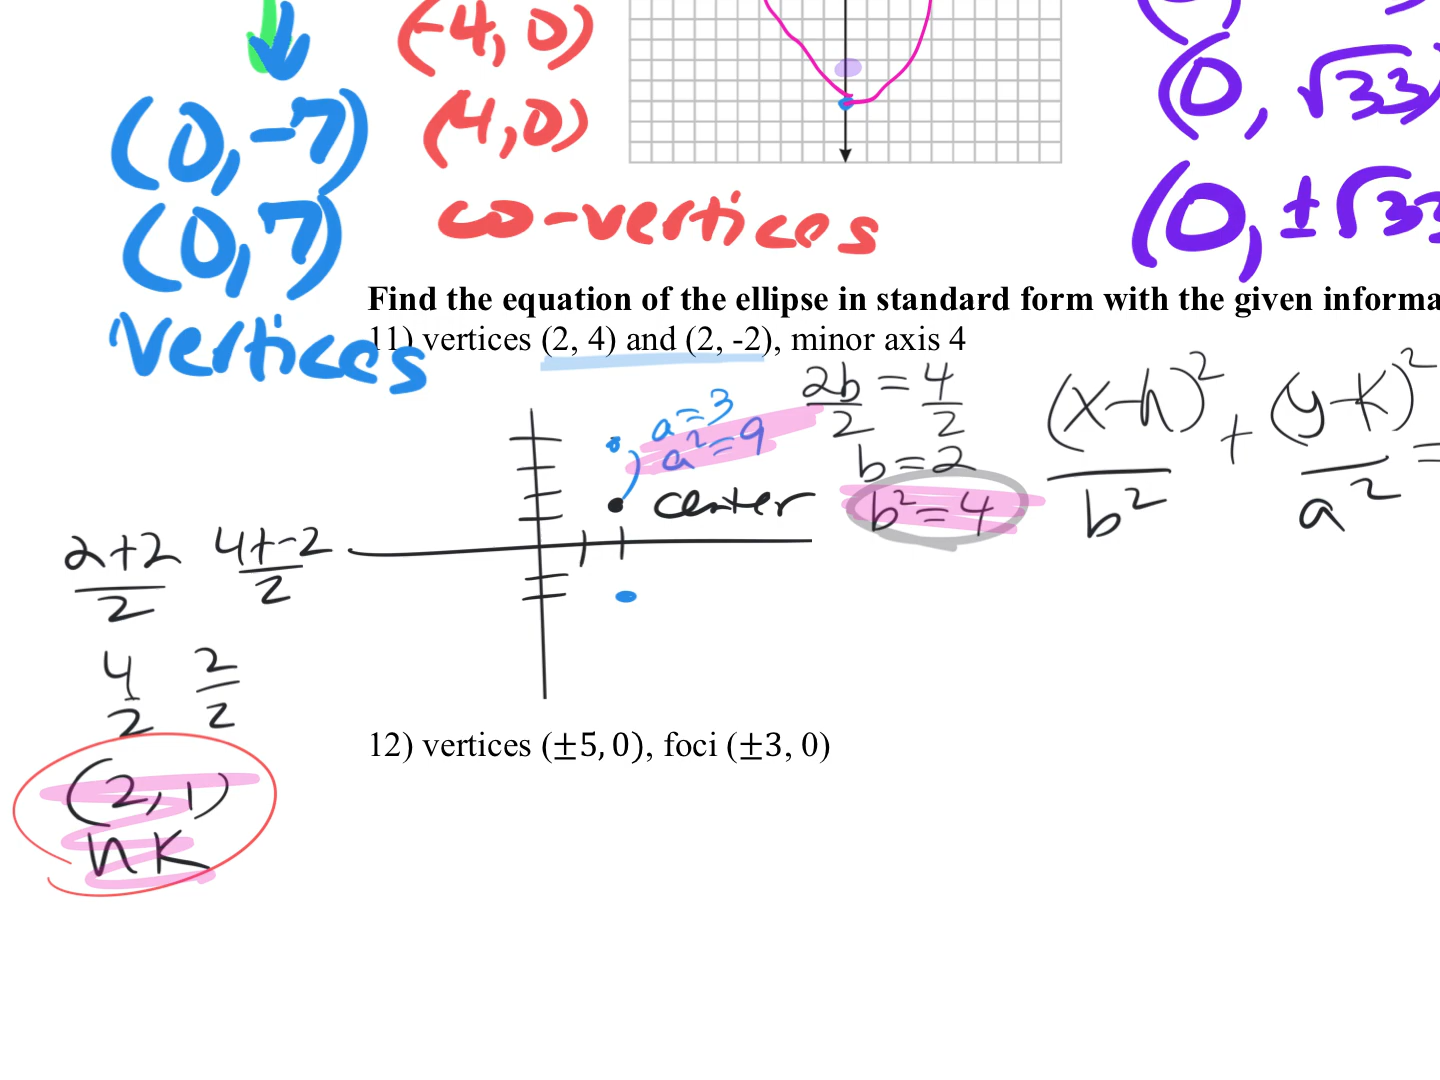 (-4, 0)
(0, -7)
(4, 0)
(0, √33)
(0, 7)
co-vertices
(0, ±√33
Vertices
Find the equation of the ellipse in standard form with the given informa
11) vertices (2, 4) and (2, -2), minor axis 4
a = 3
a² = 9
2b/2 = 4/2
b = 2
b² = 4
(x-h)²/b² + (y-k)²/a² =
center
2+2/2 4+-2/2
4/2 2/2
(2, 1)
h K
12) vertices (±5, 0), foci (±3, 0)